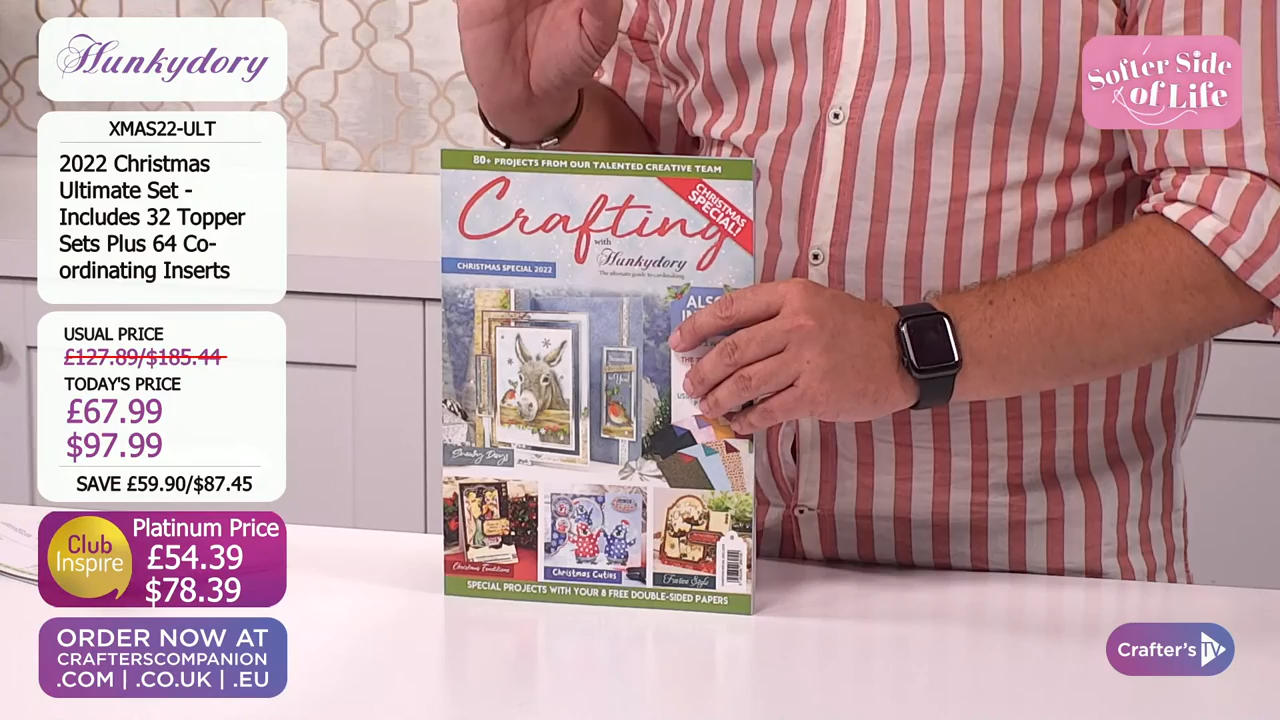 Hunkydory
XMAS22-ULT
2022 Christmas
Ultimate Set -
Includes 32 Topper
Sets Plus 64 Co-
ordinating Inserts
USUAL PRICE
£127.89/$185.44
TODAY'S PRICE
£67.99
$97.99
SAVE £59.90/$87.45
Club
Inspire
Platinum Price
£54.39
$78.39
ORDER NOW AT
CRAFTERSCOMPANION
.COM | .CO.UK | .EU
80+ PROJECTS FROM OUR TALENTED CREATIVE TEAM
CHRISTMAS
SPECIAL!
Crafting
with
Hunkydory
The ultimate guide to cardmaking
CHRISTMAS SPECIAL 2022
ALSO
Christmas Traditions
Christmas Cuties
Festive Style
SPECIAL PROJECTS WITH YOUR 8 FREE DOUBLE-SIDED PAPERS
Softer Side
of Life
Crafter's TV